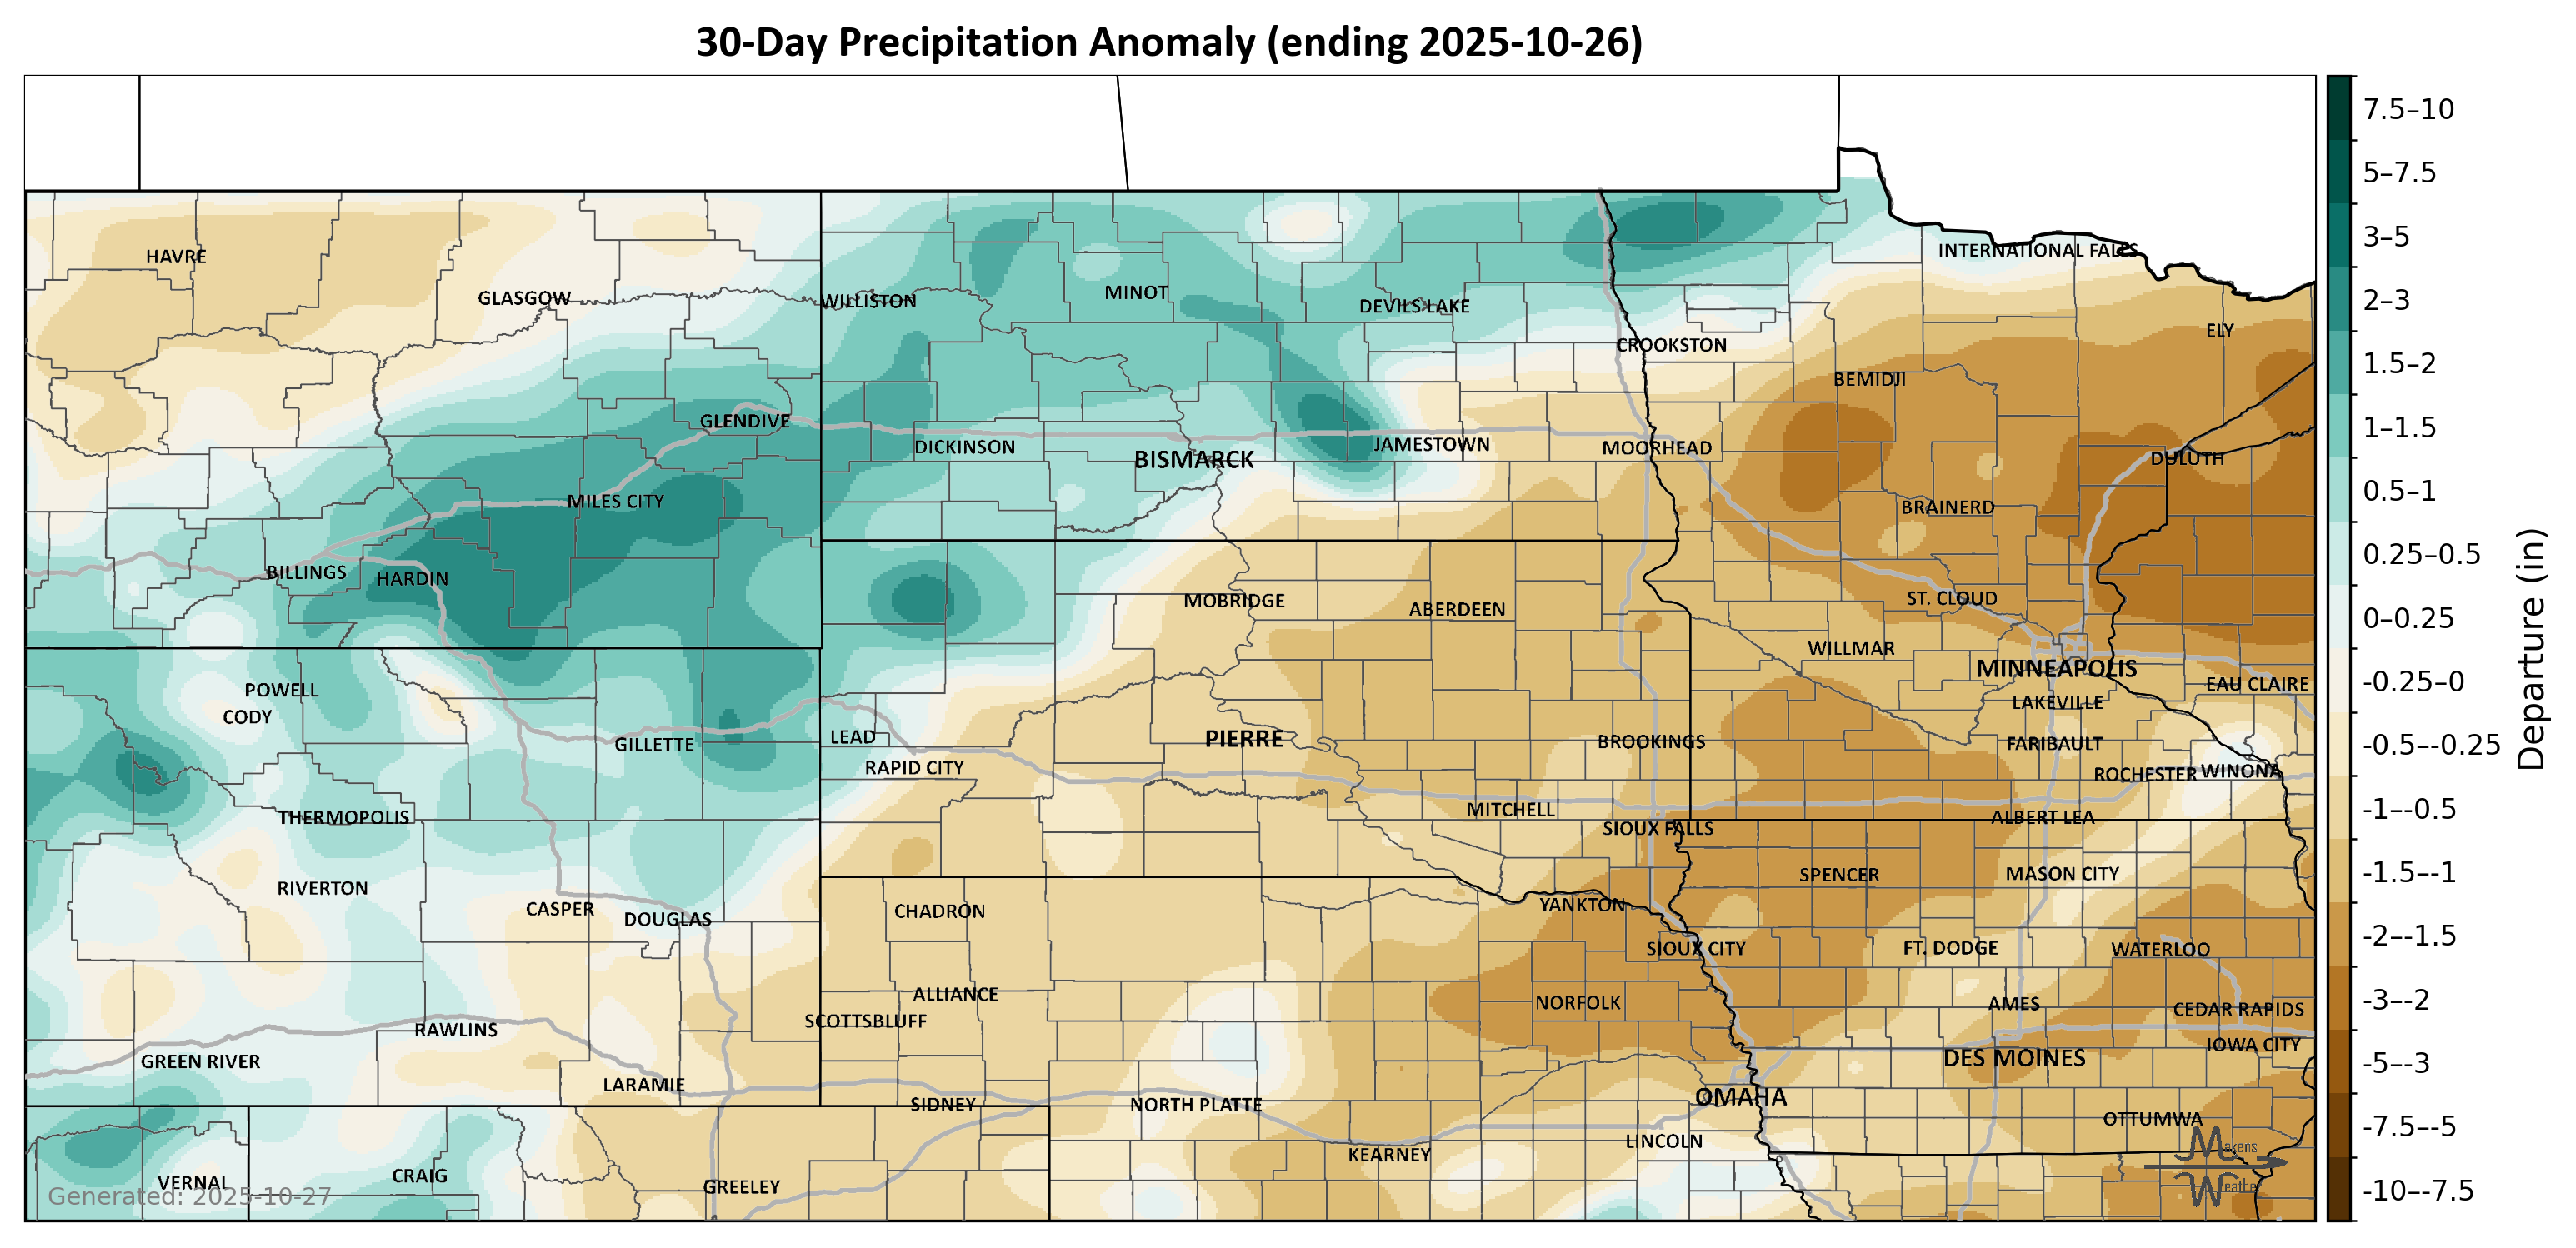 30-Day Precipitation Anomaly (ending 2025-10-26)
HAVRE
GLASGOW
WILLISTON
MINOT
DEVILS LAKE
CROOKSTON
INTERNATIONAL FALLS
ELY
BEMIDJI
GLENDIVE
DICKINSON
BISMARCK
JAMESTOWN
MOORHEAD
DULUTH
MILES CITY
BRAINERD
BILLINGS
HARDIN
MOBRIDGE
ABERDEEN
ST. CLOUD
WILLMAR
MINNEAPOLIS
EAU CLAIRE
LAKEVILLE
POWELL
CODY
GILLETTE
LEAD
RAPID CITY
PIERRE
BROOKINGS
FARIBAULT
ROCHESTER
WINONA
THERMOPOLIS
MITCHELL
SIOUX FALLS
ALBERT LEA
RIVERTON
CASPER
DOUGLAS
CHADRON
YANKTON
SPENCER
MASON CITY
SIOUX CITY
FT. DODGE
WATERLOO
ALLIANCE
SCOTTSBLUFF
NORFOLK
AMES
CEDAR RAPIDS
RAWLINS
GREEN RIVER
IOWA CITY
DES MOINES
LARAMIE
SIDNEY
NORTH PLATTE
OMAHA
OTTUMWA
LINCOLN
KEARNEY
VERNAL
CRAIG
GREELEY
Generated: 2025-10-27
Makens
Weather
7.5–10
5–7.5
3–5
2–3
1.5–2
1–1.5
0.5–1
0.25–0.5
0–0.25
-0.25–0
-0.5–-0.25
-1–-0.5
-1.5–-1
-2–-1.5
-3–-2
-5–-3
-7.5–-5
-10–-7.5
Departure (in)